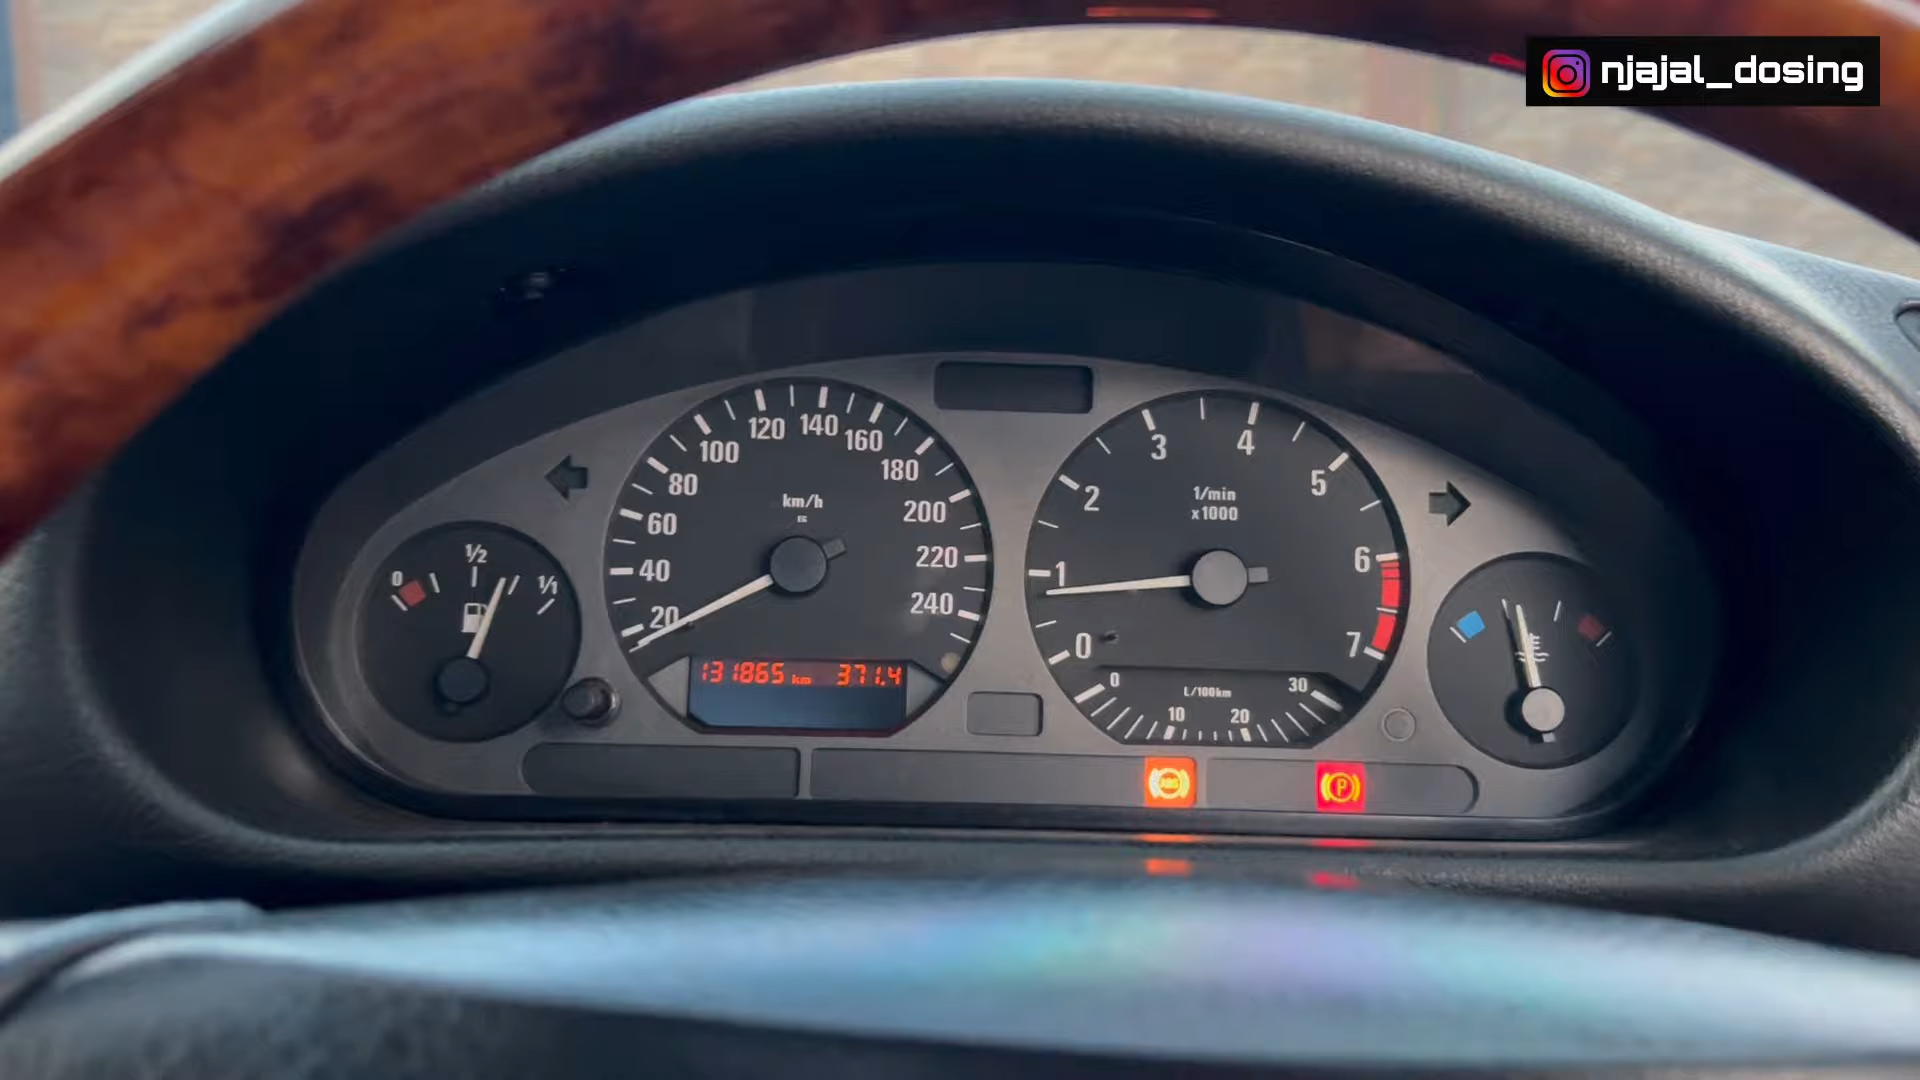 njajal_dosing
120 140
100 160
80 180
60 200
40 220
20 240
km/h
131865 km 371.4
3 4
2 5
1 6
0 7
1/min
x1000
0 30
L/100km
10 20
0 1/2 1/1
ABS
P